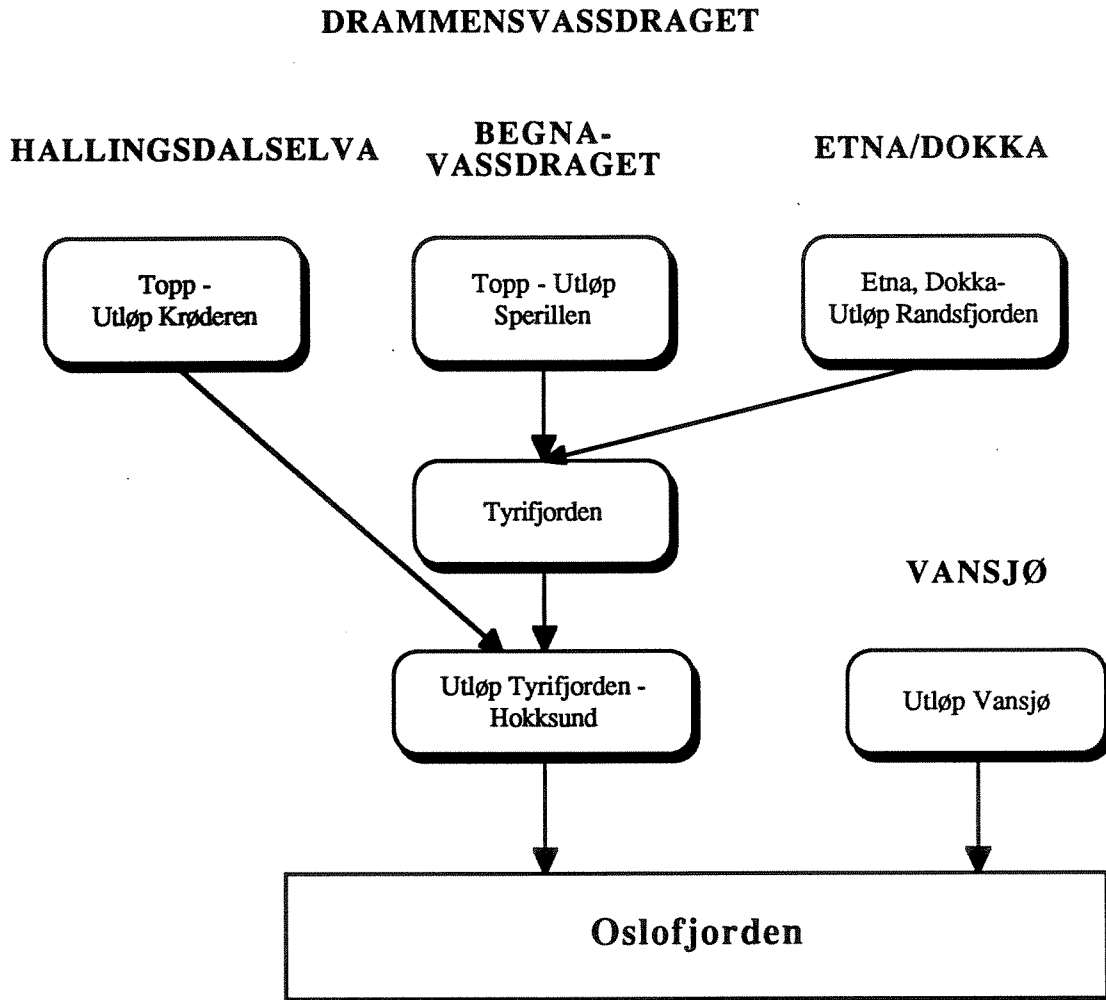 DRAMMENSVASSDRAGET
HALLINGSDALSELVA
BEGNA-
VASSDRAGET
ETNA/DOKKA
Topp -
Utløp Krøderen
Topp - Utløp
Sperillen
Etna, Dokka-
Utløp Randsfjorden
Tyrifjorden
VANSJØ
Utløp Tyrifjorden -
Hokksund
Utløp Vansjø
Oslofjorden